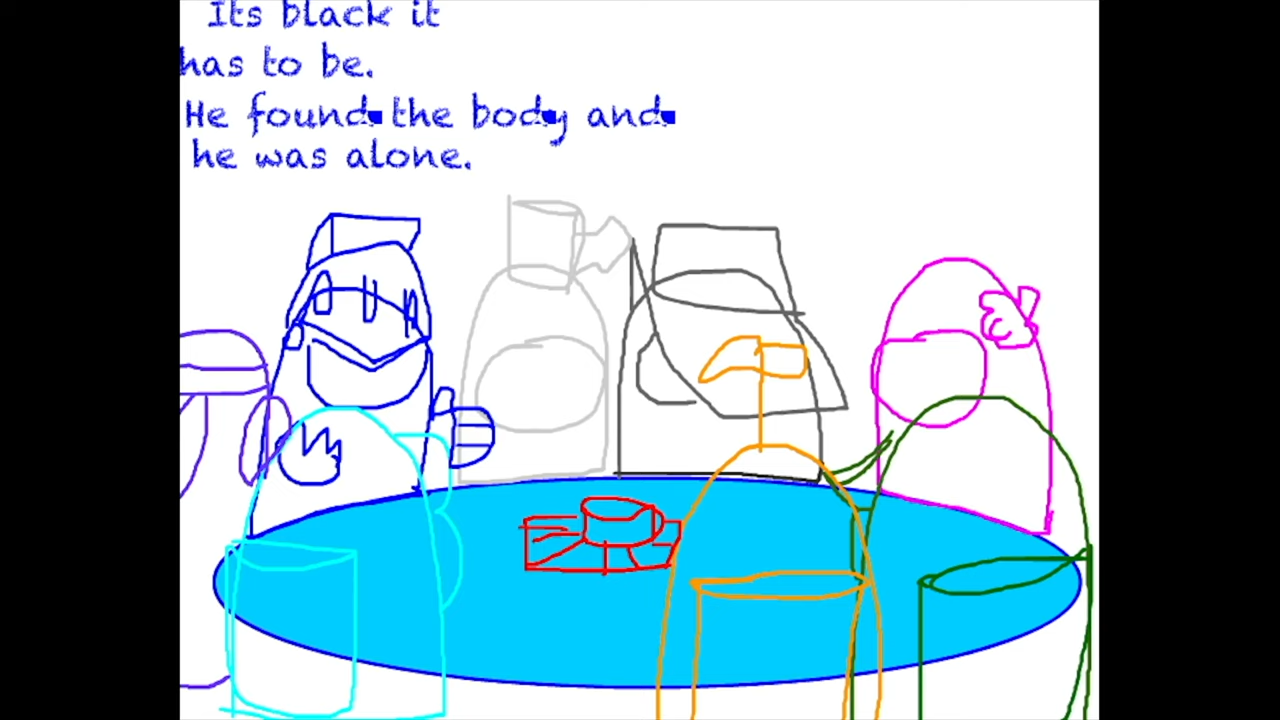 Its black it
has to be.
He found the body and
he was alone.